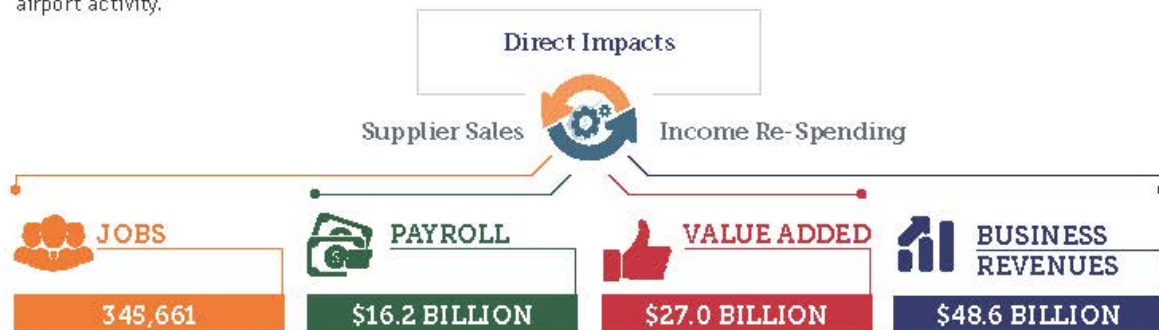 airport activity.
Direct Impacts
Supplier Sales
Income Re-Spending
JOBS
345,661
PAYROLL
$16.2 BILLION
VALUE ADDED
$27.0 BILLION
BUSINESS
REVENUES
$48.6 BILLION